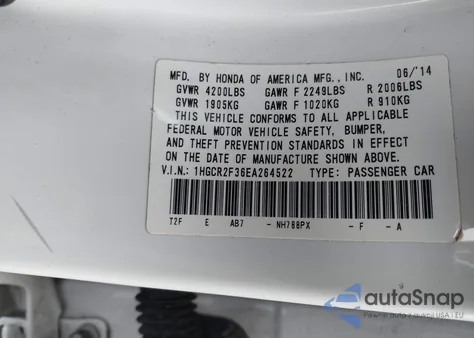 MFD. BY HONDA OF AMERICA MFG., INC. 06/'14
GVWR 4200LBS GAWR F 2249LBS R 2006LBS
GVWR 1905KG GAWR F 1020KG R 910KG
THIS VEHICLE CONFORMS TO ALL APPLICABLE
FEDERAL MOTOR VEHICLE SAFETY, BUMPER,
AND THEFT PREVENTION STANDARDS IN EFFECT
ON THE DATE OF MANUFACTURE SHOWN ABOVE.
V.I.N.: 1HGCR2F36EA264522 TYPE: PASSENGER CAR
T2F E AB7 -NH788PX -F -A
autoSnap